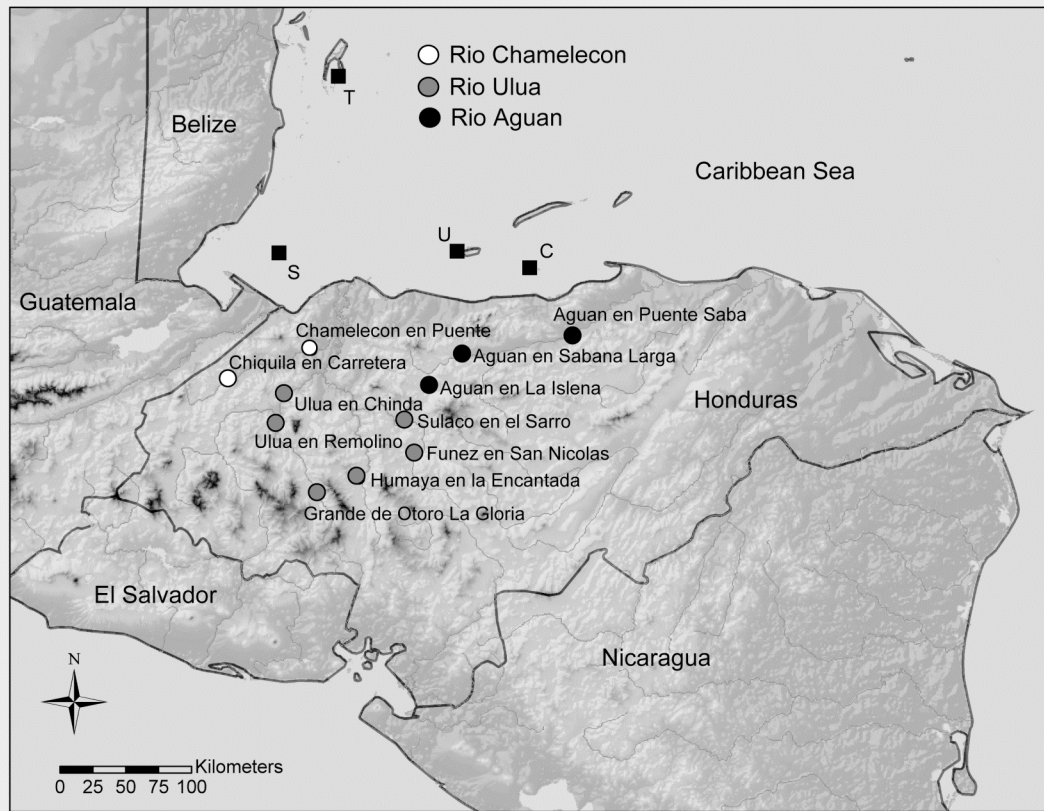 Rio Chamelecon
Rio Ulua
Rio Aguan
T
Belize
Caribbean Sea
U
C
S
Guatemala
Aguan en Puente Saba
Chamelecon en Puente
Aguan en Sabana Larga
Chiquila en Carretera
Aguan en La Islena
Honduras
Ulua en Chinda
Sulaco en el Sarro
Ulua en Remolino
Funez en San Nicolas
Humaya en la Encantada
Grande de Otoro La Gloria
El Salvador
Nicaragua
N
Kilometers
0 25 50 75 100